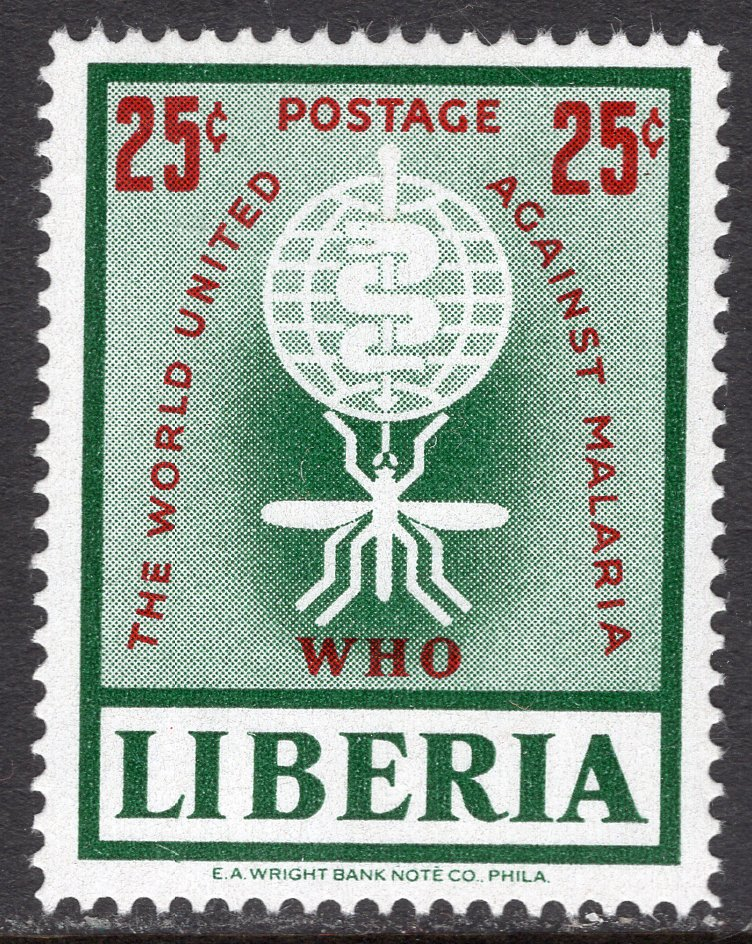 25¢ POSTAGE 25¢
THE WORLD UNITED
AGAINST MALARIA
WHO
LIBERIA
E.A. WRIGHT BANK NOTE CO., PHILA.